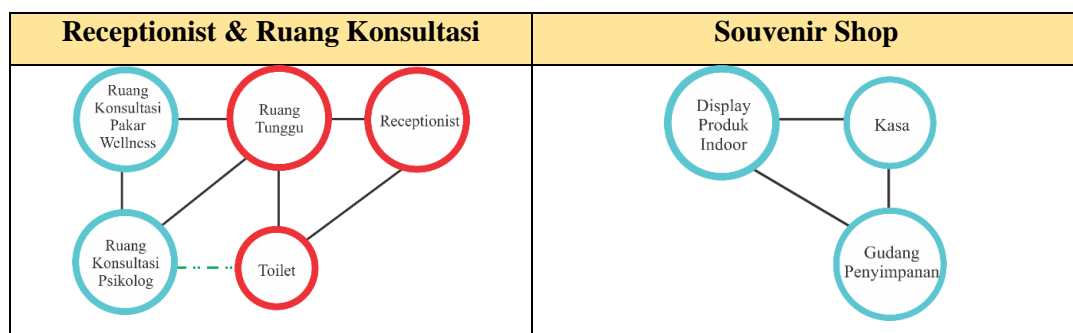 Receptionist & Ruang Konsultasi
Souvenir Shop
Ruang
Konsultasi
Pakar
Wellness
Ruang
Tunggu
Receptionist
Ruang
Konsultasi
Psikolog
Toilet
Display
Produk
Indoor
Kasa
Gudang
Penyimpanan